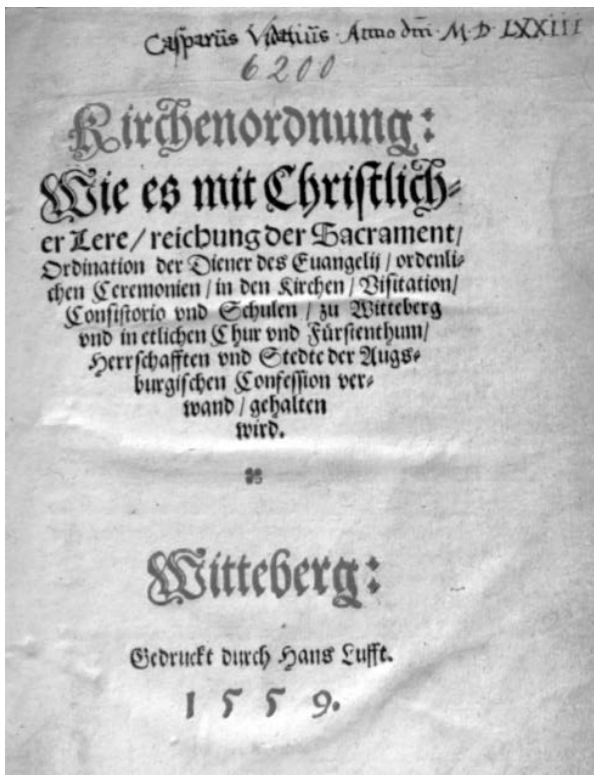 Casparus Vidatius Anno dni M D LXXIII
6200
Kirchenordnung:
Wie es mit Christlich-
er Lere/reichung der Sacrament/
Ordination der Diener des Euangelij/ordenli-
chen Ceremonien/in den Kirchen/Visitation/
Consistorio vnd Schulen/zu Witteberg
vnd in etlichen Chur vnd Fürstenthum/
Herrschafften vnd Stedte der Augs-
burgischen Confession ver-
wand/gehalten
wird.
Witteberg:
Gedruckt durch Hans Lufft.
1559.